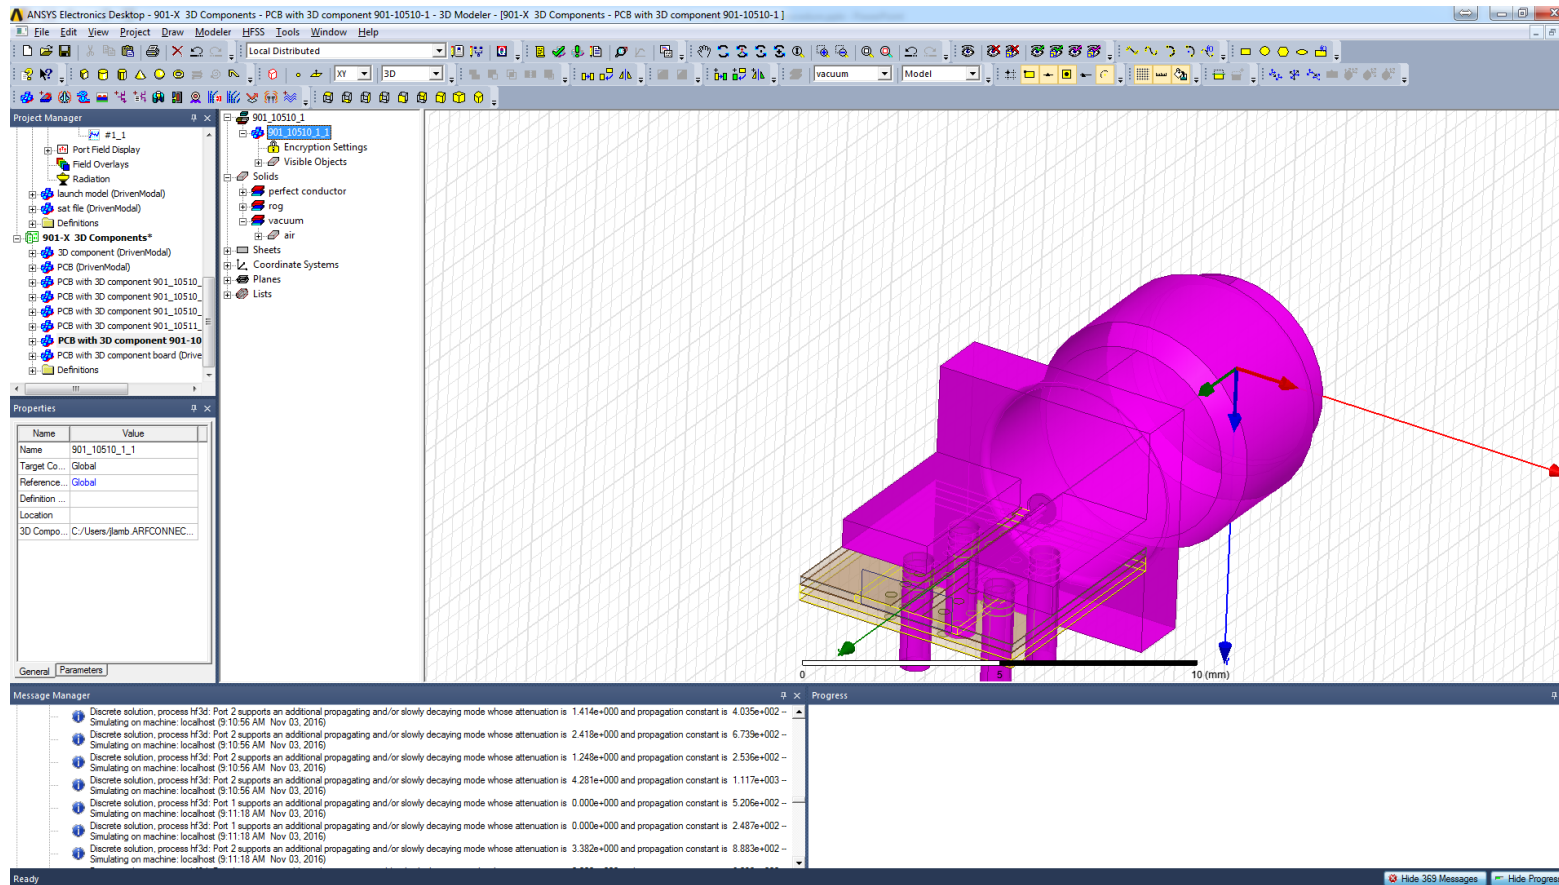 ANSYS Electronics Desktop - 901-X 3D Components - PCB with 3D component 901-10510-1 - 3D Modeler - [901-X 3D Components - PCB with 3D component 901-10510-1 ]
File Edit View Project Draw Modeler HFSS Tools Window Help
Local Distributed
XY 3D vacuum Model
Project Manager
#1_1
Port Field Display
Field Overlays
Radiation
launch model (DrivenModal)
sat file (DrivenModal)
Definitions
901-X 3D Components*
3D component (DrivenModal)
PCB (DrivenModal)
PCB with 3D component 901_10510_
PCB with 3D component 901_10510_
PCB with 3D component 901_10510_
PCB with 3D component 901_10511_
PCB with 3D component 901-10
PCB with 3D component board (Drive
Definitions
901_10510_1
901_10510_1_1
Encryption Settings
Visible Objects
Solids
perfect conductor
rog
vacuum
air
Sheets
Coordinate Systems
Planes
Lists
Properties
Name Value
Name 901_10510_1_1
Target Co... Global
Reference... Global
Definition ...
Location
3D Compo... C:/Users/jlamb.ARFCONNEC...
General Parameters
0 5 10 (mm)
Message Manager
Discrete solution, process hf3d: Port 2 supports an additional propagating and/or slowly decaying mode whose attenuation is 1.414e+000 and propagation constant is 4.035e+002 --
Simulating on machine: localhost (9:10:56 AM Nov 03, 2016)
Discrete solution, process hf3d: Port 2 supports an additional propagating and/or slowly decaying mode whose attenuation is 2.418e+000 and propagation constant is 6.739e+002 --
Simulating on machine: localhost (9:10:56 AM Nov 03, 2016)
Discrete solution, process hf3d: Port 2 supports an additional propagating and/or slowly decaying mode whose attenuation is 1.248e+000 and propagation constant is 2.536e+002 --
Simulating on machine: localhost (9:10:56 AM Nov 03, 2016)
Discrete solution, process hf3d: Port 2 supports an additional propagating and/or slowly decaying mode whose attenuation is 4.281e+000 and propagation constant is 1.117e+003 --
Simulating on machine: localhost (9:10:56 AM Nov 03, 2016)
Discrete solution, process hf3d: Port 1 supports an additional propagating and/or slowly decaying mode whose attenuation is 0.000e+000 and propagation constant is 5.206e+002 --
Simulating on machine: localhost (9:11:18 AM Nov 03, 2016)
Discrete solution, process hf3d: Port 1 supports an additional propagating and/or slowly decaying mode whose attenuation is 0.000e+000 and propagation constant is 2.487e+002 --
Simulating on machine: localhost (9:11:18 AM Nov 03, 2016)
Discrete solution, process hf3d: Port 2 supports an additional propagating and/or slowly decaying mode whose attenuation is 3.382e+000 and propagation constant is 8.883e+002 --
Simulating on machine: localhost (9:11:18 AM Nov 03, 2016)
Progress
Ready
Hide 369 Messages Hide Progress